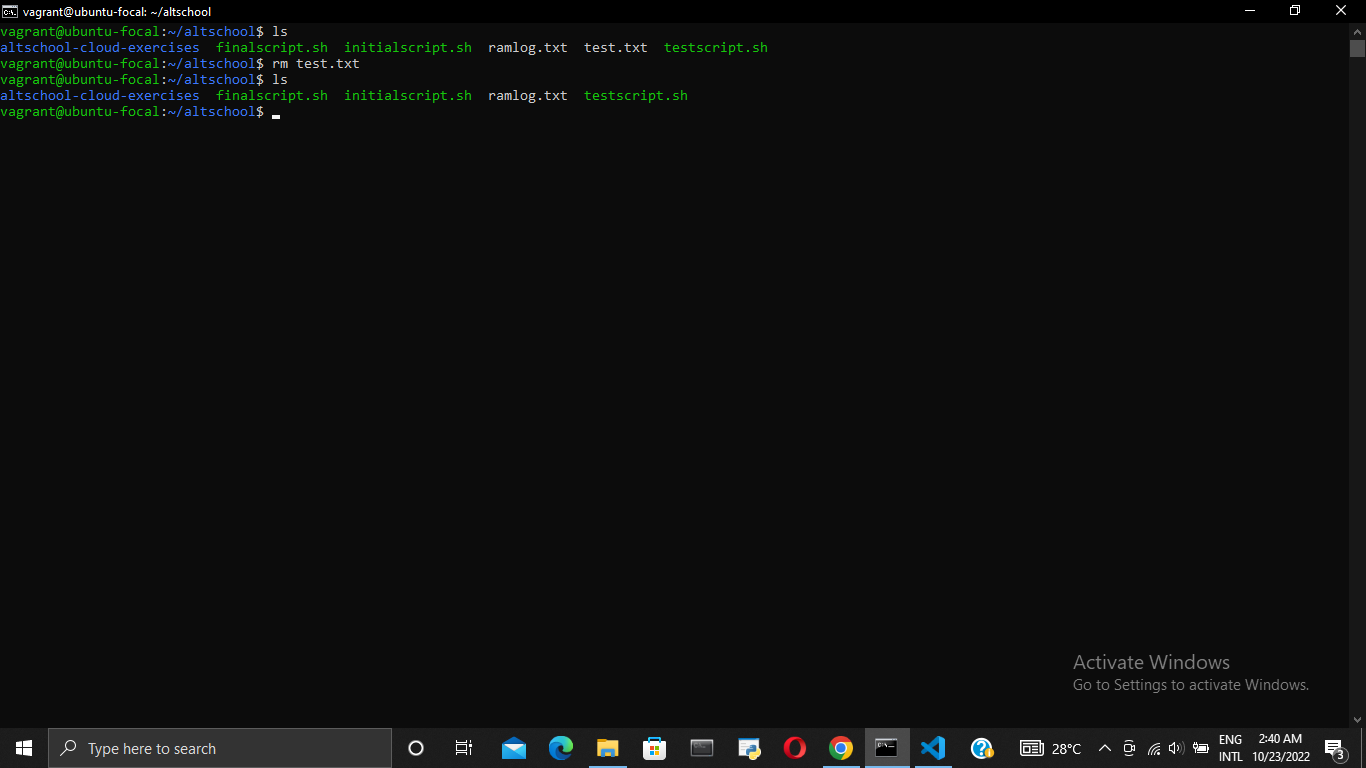 vagrant@ubuntu-focal: ~/altschool
vagrant@ubuntu-focal:~/altschool$ ls
altschool-cloud-exercises  finalscript.sh  initialscript.sh  ramlog.txt  test.txt  testscript.sh
vagrant@ubuntu-focal:~/altschool$ rm test.txt
vagrant@ubuntu-focal:~/altschool$ ls
altschool-cloud-exercises  finalscript.sh  initialscript.sh  ramlog.txt  testscript.sh
vagrant@ubuntu-focal:~/altschool$
Activate Windows
Go to Settings to activate Windows.
Type here to search
28°C
ENG
INTL
2:40 AM
10/23/2022
3